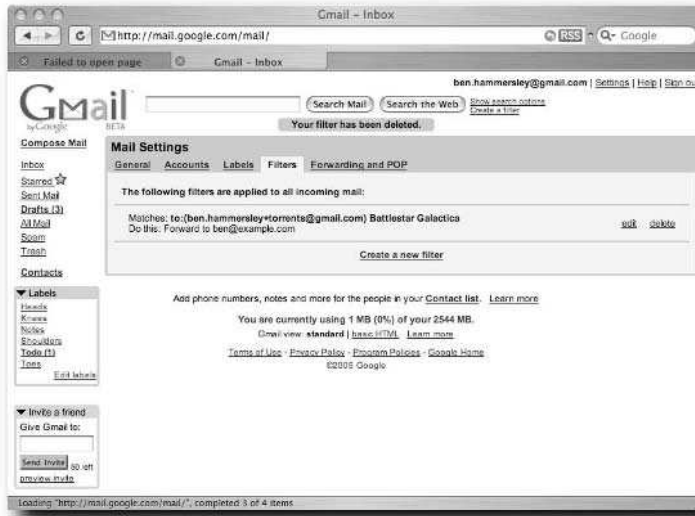 Gmail – Inbox
http://mail.google.com/mail/
RSS
Google
Failed to open page
Gmail – Inbox
ben.hammersley@gmail.com | Settings | Help | Sign ou
Gmail
by Google
BETA
Search Mail
Search the Web
Show search options
Create a filter
Your filter has been deleted.
Compose Mail
Inbox
Starred
Sent Mail
Drafts (3)
All Mail
Spam
Trash
Contacts
Labels
Heads
Knees
Notes
Shoulders
Todo (1)
Toes
Edit labels
Invite a friend
Give Gmail to:
Send Invite
50 left
preview invite
Mail Settings
General Accounts Labels Filters Forwarding and POP
The following filters are applied to all incoming mail:
Matches: to:(ben.hammersley+torrents@gmail.com) Battlestar Galactica
Do this: Forward to ben@example.com
edit delete
Create a new filter
Add phone numbers, notes and more for the people in your Contact list. Learn more
You are currently using 1 MB (0%) of your 2544 MB.
Gmail view: standard | basic HTML Learn more
Terms of Use - Privacy Policy - Program Policies - Google Home
©2005 Google
Loading "http://mail.google.com/mail/", completed 3 of 4 items